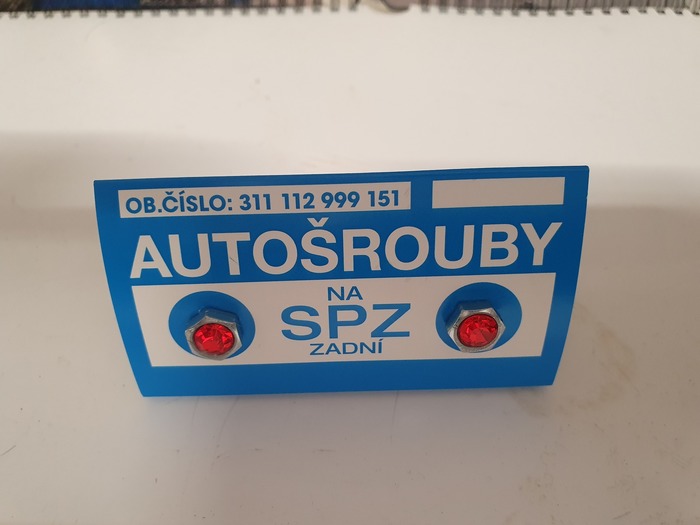 OB.ČÍSLO: 311 112 999 151
AUTOŠROUBY
NA
SPZ
ZADNÍ